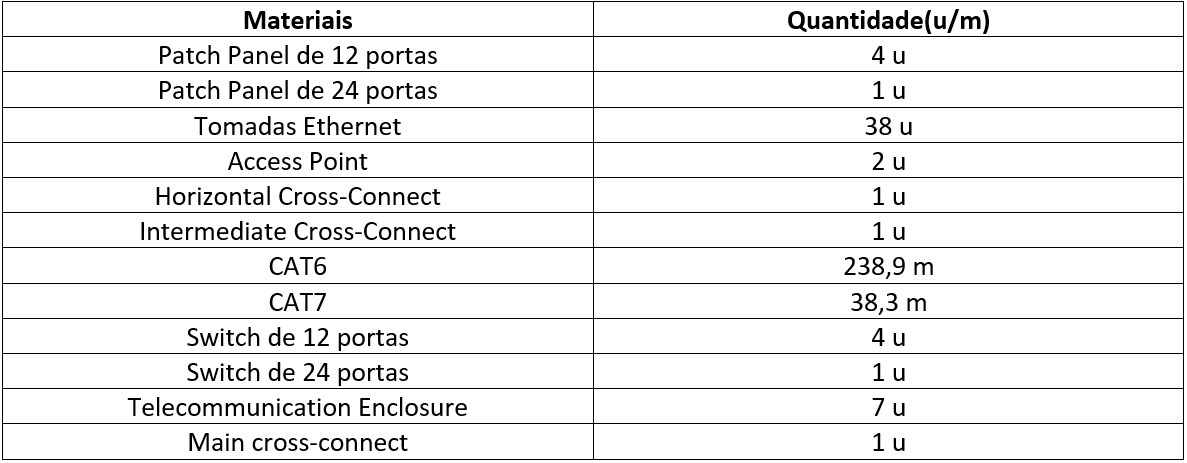 Materiais Quantidade(u/m)
Patch Panel de 12 portas 4 u
Patch Panel de 24 portas 1 u
Tomadas Ethernet 38 u
Access Point 2 u
Horizontal Cross-Connect 1 u
Intermediate Cross-Connect 1 u
CAT6 238,9 m
CAT7 38,3 m
Switch de 12 portas 4 u
Switch de 24 portas 1 u
Telecommunication Enclosure 7 u
Main cross-connect 1 u